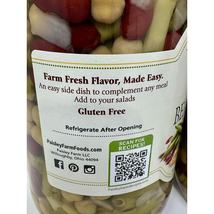 Farm Fresh Flavor, Made Easy.
An easy side dish to complement any meal
Add to your salads
Gluten Free
Refrigerate After Opening
PaisleyFarmFoods.com
Paisley Farm LLC
Willoughby, Ohio 44094
SCAN FOR
RECIPES!